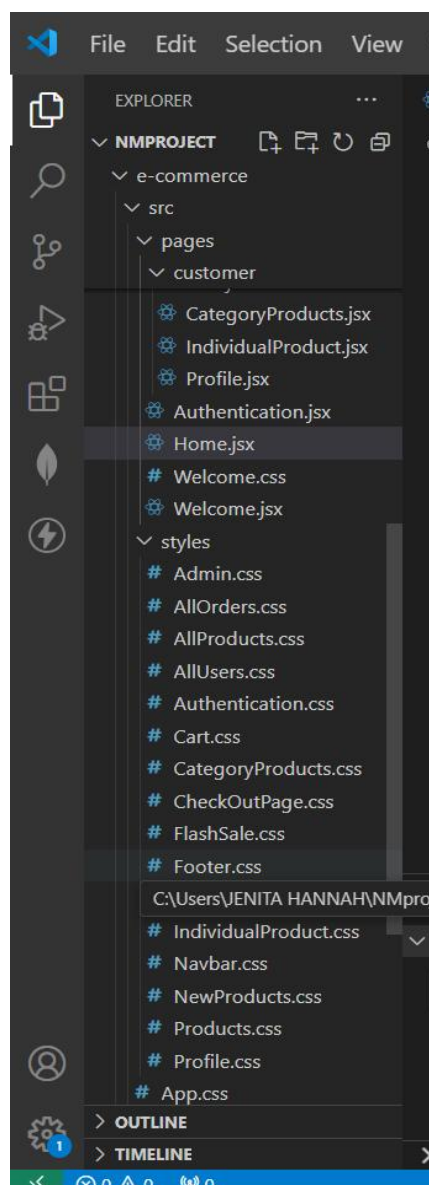 File Edit Selection View
EXPLORER ...
NMPROJECT
e-commerce
src
pages
customer
CategoryProducts.jsx
IndividualProduct.jsx
Profile.jsx
Authentication.jsx
Home.jsx
# Welcome.css
Welcome.jsx
styles
# Admin.css
# AllOrders.css
# AllProducts.css
# AllUsers.css
# Authentication.css
# Cart.css
# CategoryProducts.css
# CheckOutPage.css
# FlashSale.css
# Footer.css
C:\Users\JENITA HANNAH\NMpro
# IndividualProduct.css
# Navbar.css
# NewProducts.css
# Products.css
# Profile.css
# App.css
OUTLINE
1
TIMELINE
0 0 0